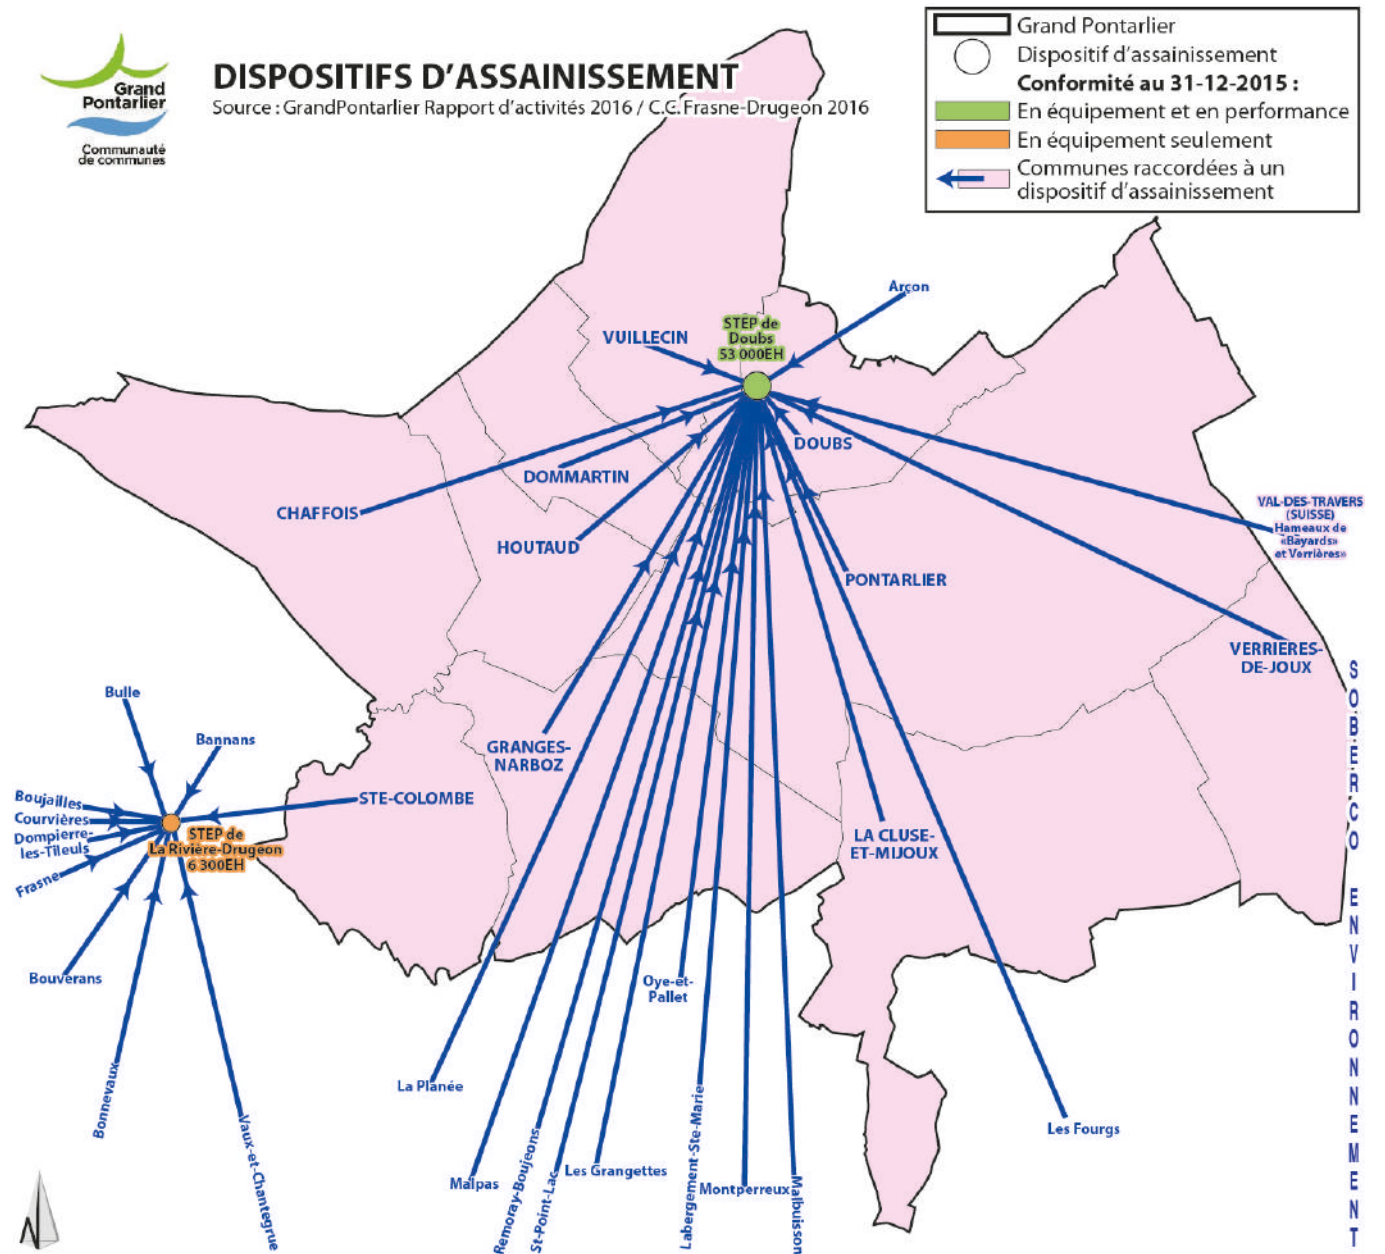 Grand
Pontarlier
Communauté
de communes
DISPOSITIFS D'ASSAINISSEMENT
Source : GrandPontarlier Rapport d'activités 2016 / C.C. Frasne-Drugeon 2016
Grand Pontarlier
Dispositif d'assainissement
Conformité au 31-12-2015 :
En équipement et en performance
En équipement seulement
Communes raccordées à un
dispositif d'assainissement
Arçon
VUILLECIN
STEP de
Doubs
53 000EH
DOUBS
DOMMARTIN
CHAFFOIS
HOUTAUD
VAL-DES-TRAVERS
(SUISSE)
Hameaux de
«Bayards»
et Verrières»
PONTARLIER
VERRIERES-
DE-JOUX
Bulle
Bannans
GRANGES-
NARBOZ
Boujailles
Courvières
Dompierre-
les-Tileuls
Frasne
STE-COLOMBE
STEP de
La Rivière-Drugeon
6 300EH
LA CLUSE-
ET-MIJOUX
Bouverans
Oye-et-
Pallet
Bonnevaux
Vaux-et-Chantegrue
La Planée
Malpas
Remoray-Boujeons
St-Point-Lac
Les Grangettes
Labergement-Ste-Marie
Montperreux
Malbuisson
Les Fourgs
SOBERCO ENVIRONNEMENT
N